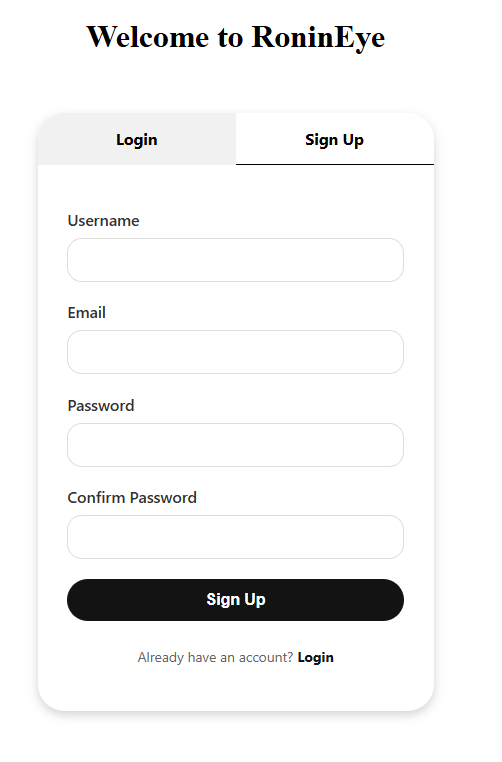 Welcome to RoninEye
Login
Sign Up
Username
Email
Password
Confirm Password
Sign Up
Already have an account? Login